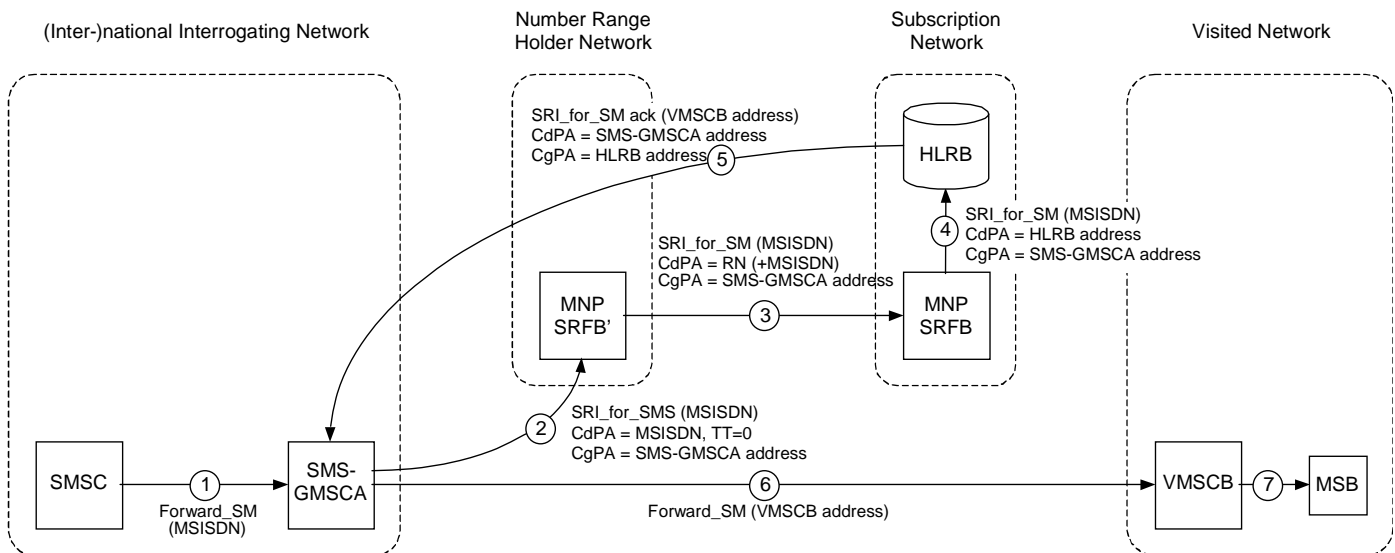 (Inter-)national Interrogating Network
Number Range
Holder Network
Subscription
Network
Visited Network
SRI_for_SM ack (VMSCB address)
CdPA = SMS-GMSCA address
CgPA = HLRB address
5
HLRB
4
SRI_for_SM (MSISDN)
CdPA = HLRB address
CgPA = SMS-GMSCA address
SRI_for_SM (MSISDN)
CdPA = RN (+MSISDN)
CgPA = SMS-GMSCA address
MNP
SRFB’
3
MNP
SRFB
2
SRI_for_SMS (MSISDN)
CdPA = MSISDN, TT=0
CgPA = SMS-GMSCA address
SMSC
1
Forward_SM
(MSISDN)
SMS-
GMSCA
6
Forward_SM (VMSCB address)
VMSCB
7
MSB